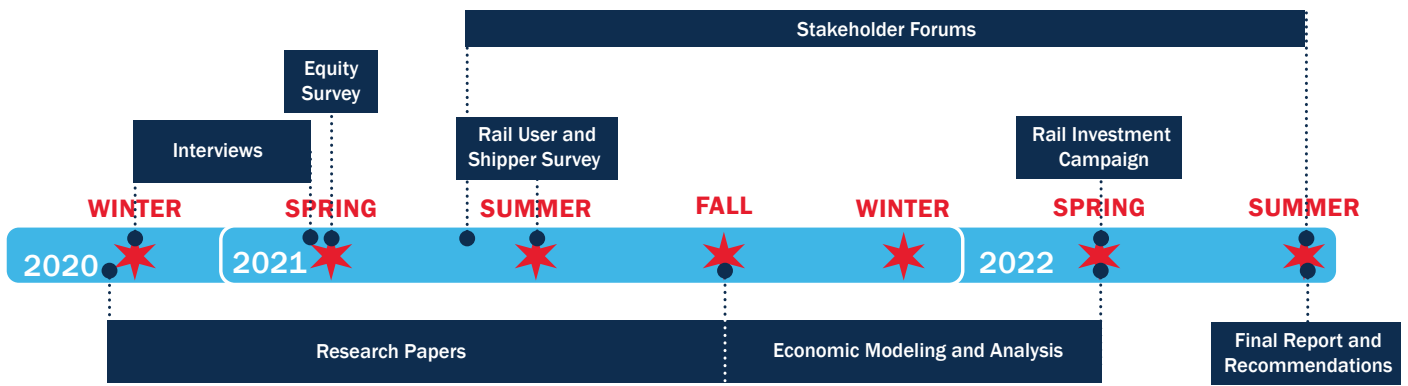 Stakeholder Forums
Equity
Survey
Interviews
Rail User and
Shipper Survey
Rail Investment
Campaign
WINTER
SPRING
SUMMER
FALL
WINTER
SPRING
SUMMER
2020
2021
2022
Research Papers
Economic Modeling and Analysis
Final Report and
Recommendations